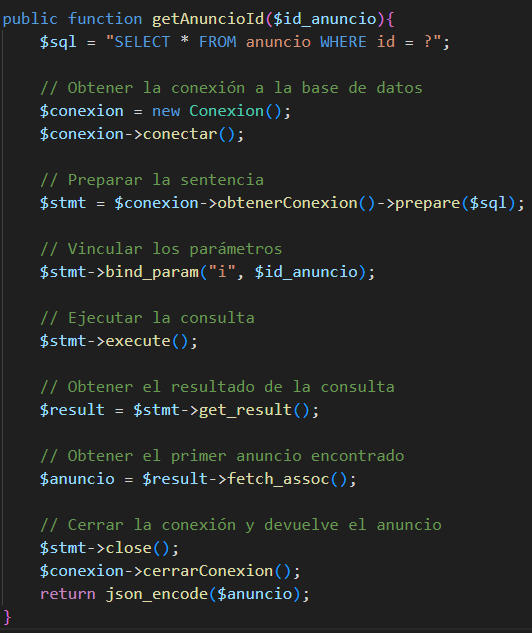 public function getAnuncioId($id_anuncio){
$sql = "SELECT * FROM anuncio WHERE id = ?";
// Obtener la conexión a la base de datos
$conexion = new Conexion();
$conexion->conectar();
// Preparar la sentencia
$stmt = $conexion->obtenerConexion()->prepare($sql);
// Vincular los parámetros
$stmt->bind_param("i", $id_anuncio);
// Ejecutar la consulta
$stmt->execute();
// Obtener el resultado de la consulta
$result = $stmt->get_result();
// Obtener el primer anuncio encontrado
$anuncio = $result->fetch_assoc();
// Cerrar la conexión y devuelve el anuncio
$stmt->close();
$conexion->cerrarConexion();
return json_encode($anuncio);
}